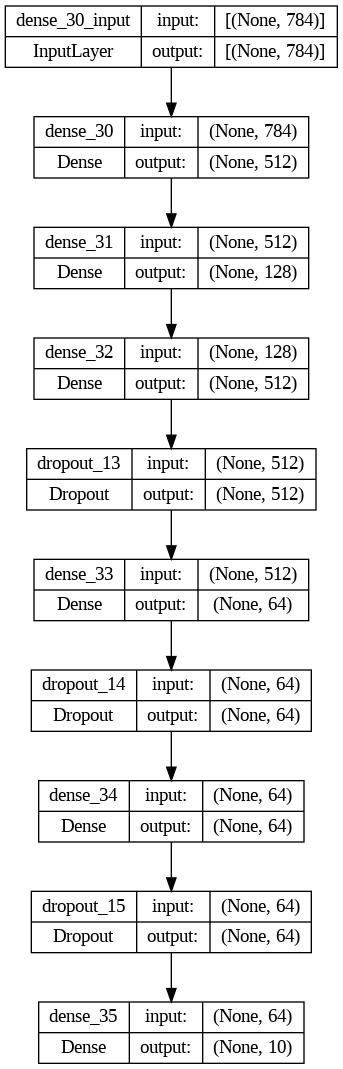 dense_30_input input: [(None, 784)]
InputLayer output: [(None, 784)]
dense_30 input: (None, 784)
Dense output: (None, 512)
dense_31 input: (None, 512)
Dense output: (None, 128)
dense_32 input: (None, 128)
Dense output: (None, 512)
dropout_13 input: (None, 512)
Dropout output: (None, 512)
dense_33 input: (None, 512)
Dense output: (None, 64)
dropout_14 input: (None, 64)
Dropout output: (None, 64)
dense_34 input: (None, 64)
Dense output: (None, 64)
dropout_15 input: (None, 64)
Dropout output: (None, 64)
dense_35 input: (None, 64)
Dense output: (None, 10)